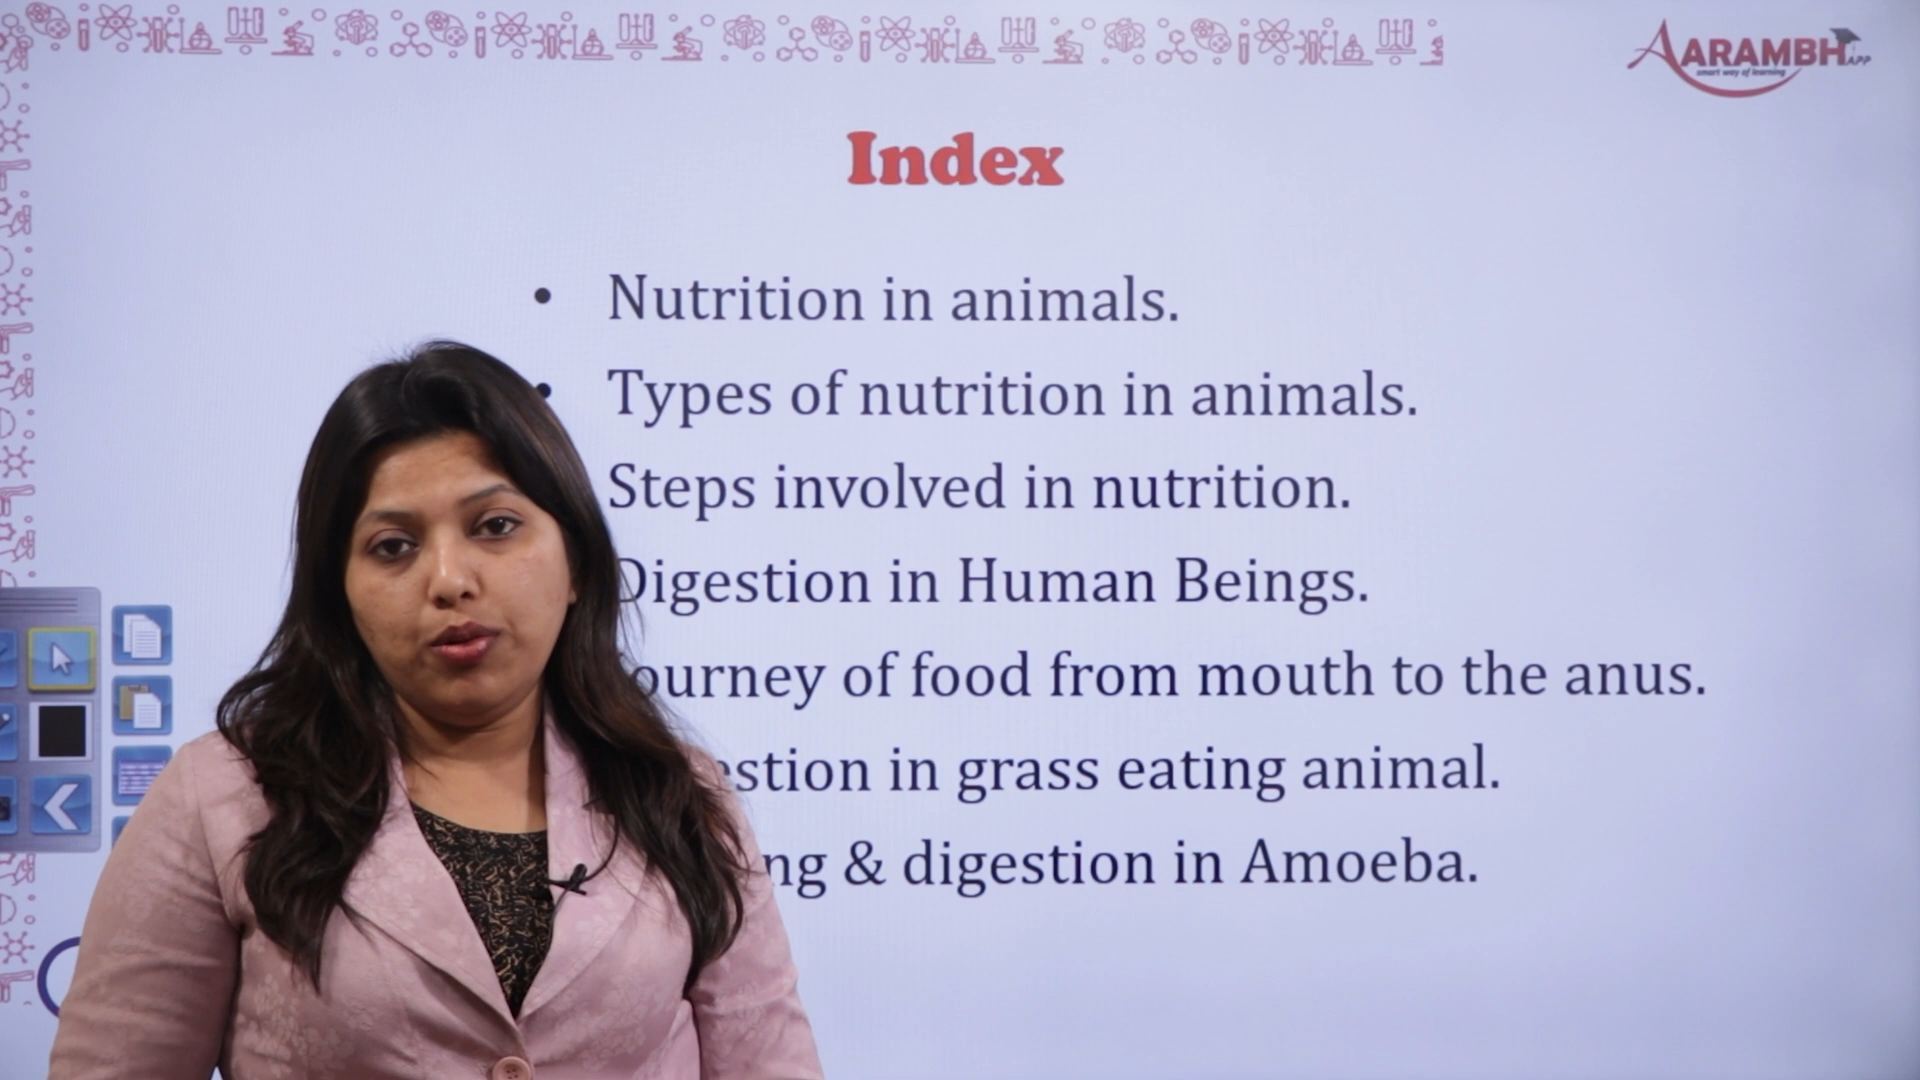 AARAMBH APP
smart way of learning
Index
• Nutrition in animals.
• Types of nutrition in animals.
Steps involved in nutrition.
Digestion in Human Beings.
ourney of food from mouth to the anus.
estion in grass eating animal.
ng & digestion in Amoeba.